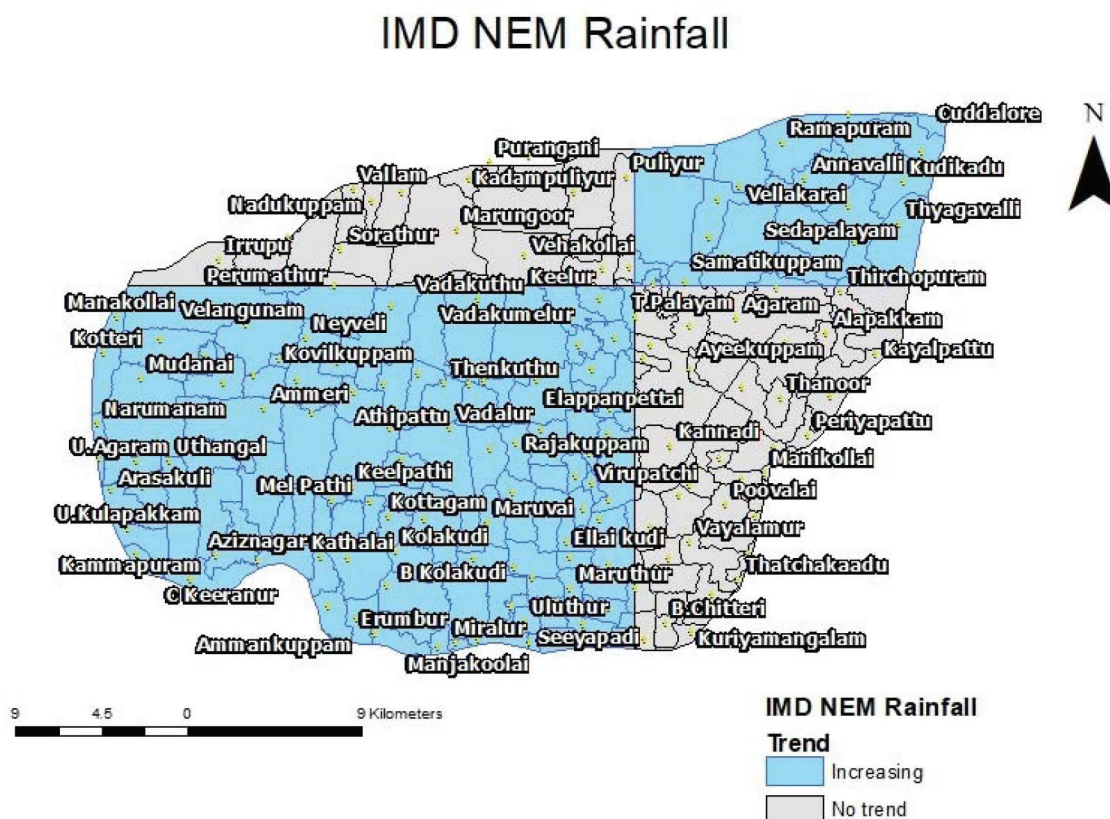 IMD NEM Rainfall
N
Cuddalore
Ramapuram
Purangani
Puliyur
Annavalli
Kudikadu
Vallam
Kadampuliyur
Vellakarai
Nadukuppam
Marungoor
Thyagavalli
Sorathur
Sedapalayam
Irrupu
Vehakollai
Samatikuppam
Perumathur
Keelur
Thirchopuram
Vadakuthu
Manakollai
T.Palayam
Agaram
Velangunam
Neyveli
Vadakumelur
Alapakkam
Kotteri
Ayeekuppam
Kayalpattu
Kovilkuppam
Mudanai
Thenkuthu
Thanoor
Ammeri
Elappanpettai
Narumanam
Athipattu
Vadalur
Periyapattu
Kannadi
U.Agaram
Uthangal
Rajakuppam
Manikollai
Keelpathi
Virupatchi
Arasakuli
Mel Pathi
Poovalai
Kottagam
Maruvai
U.Kulapakkam
Vayalamur
Aziznagar
Kathalai
Kolakudi
Ellai kudi
Kammapuram
B Kolakudi
Maruthur
Thatchakaadu
C Keeranur
Uluthur
B.Chitteri
Erumbur
Miralur
Ammankuppam
Seeyapadi
Kuriyamangalam
Manjakoolai
9 4.5 0 9 Kilometers
IMD NEM Rainfall
Trend
Increasing
No trend